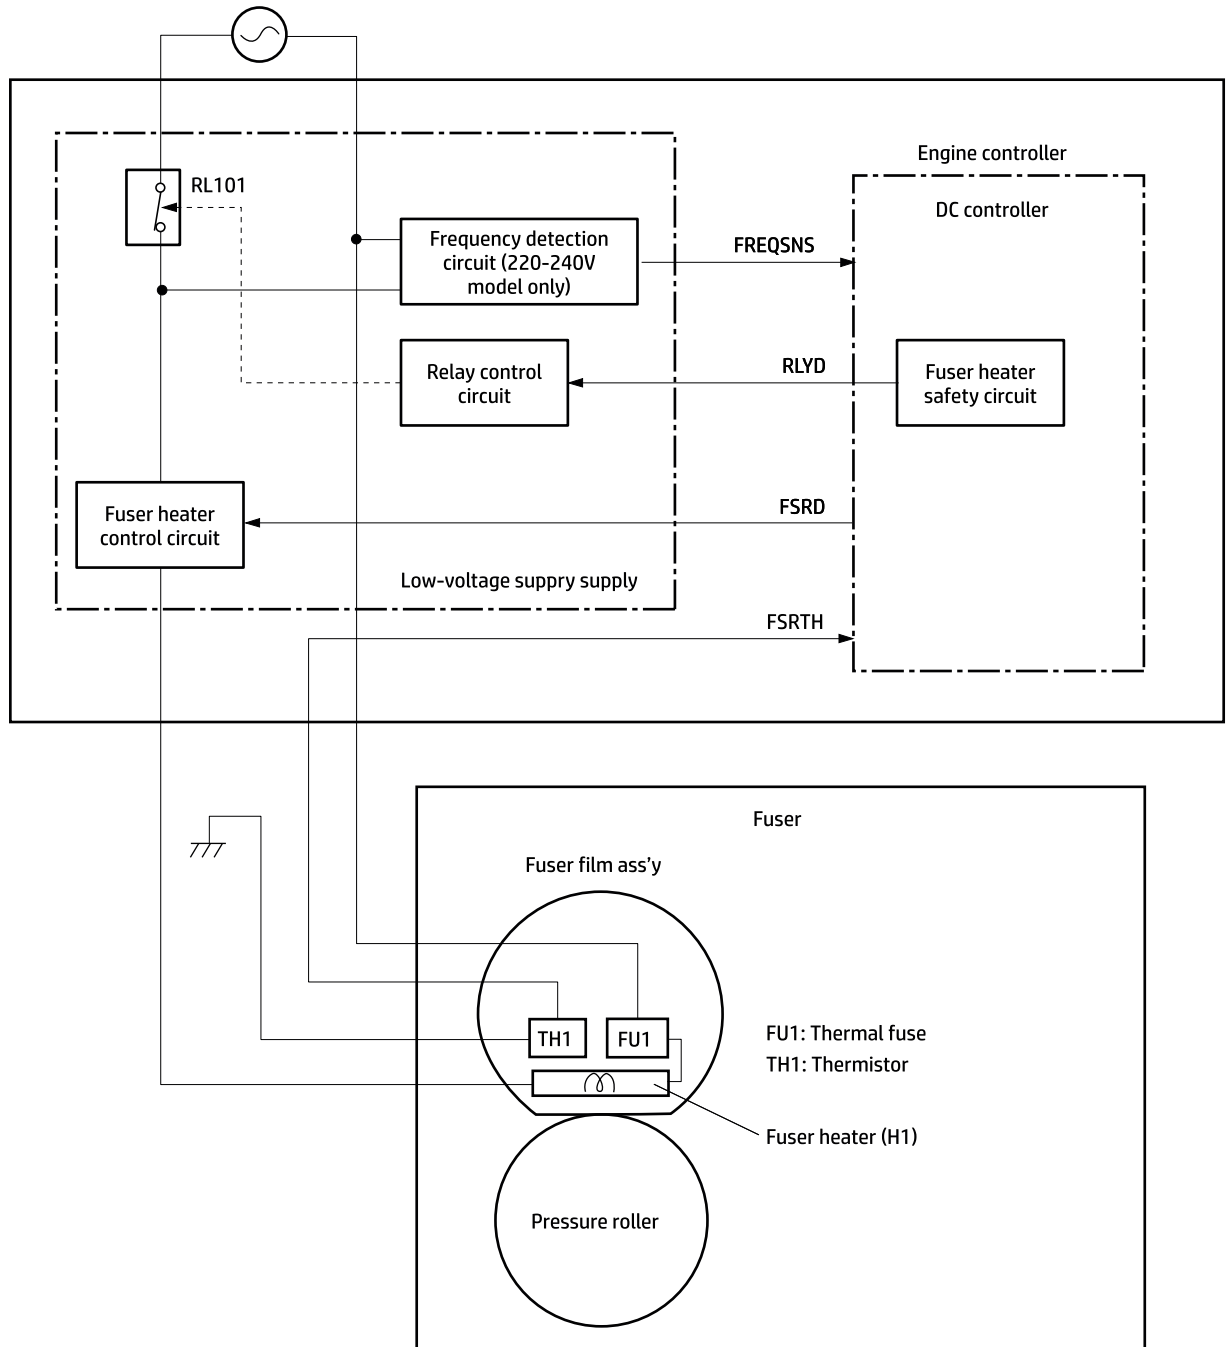 Engine controller
DC controller
RL101
Frequency detection
circuit (220-240V
model only)
FREQSNS
Relay control
circuit
RLYD
Fuser heater
safety circuit
Fuser heater
control circuit
FSRD
Low-voltage suppry supply
FSRTH
Fuser
Fuser film ass'y
TH1
FU1
FU1: Thermal fuse
TH1: Thermistor
Fuser heater (H1)
Pressure roller